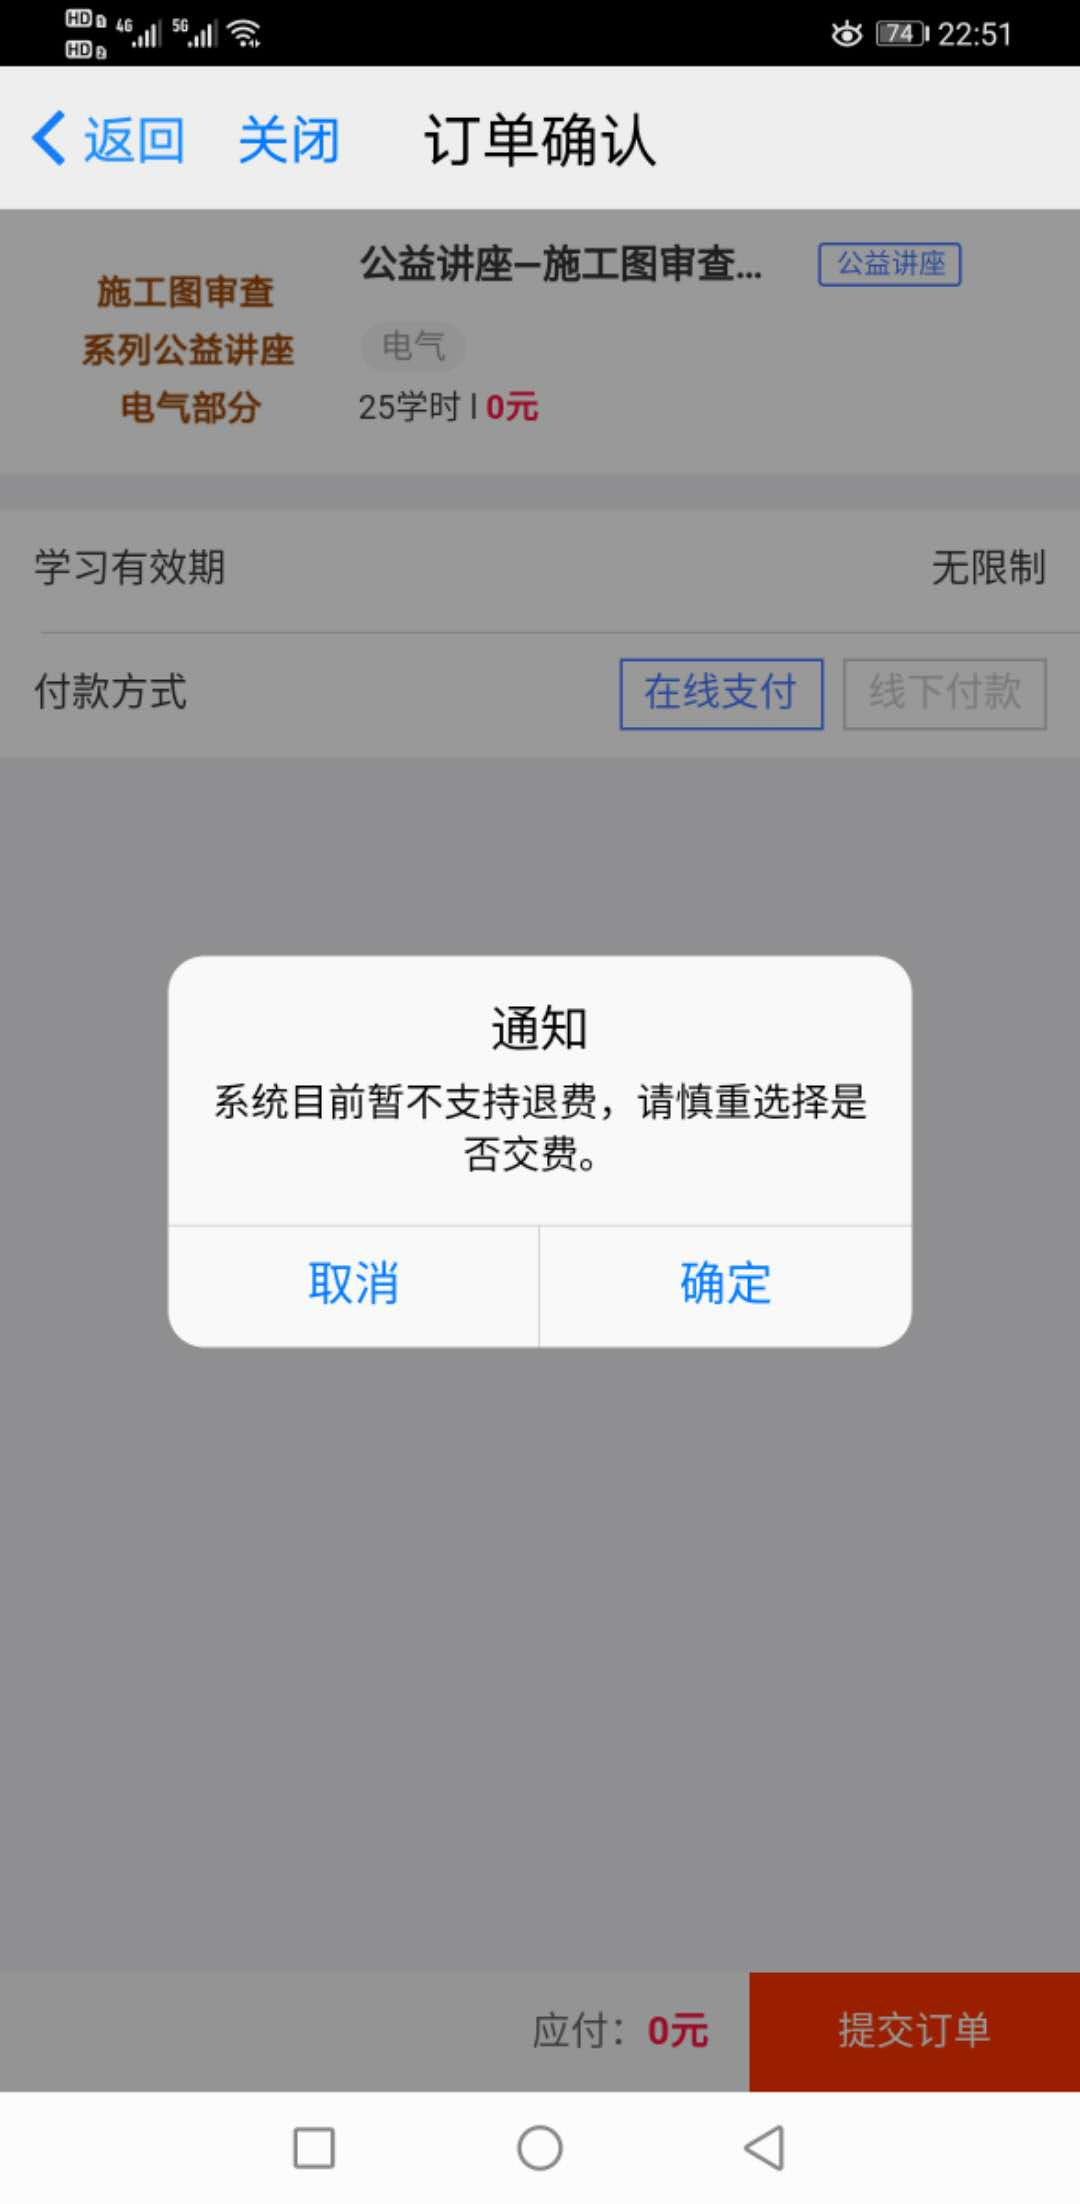 HD 1 4G 5G
HD 2
74 22:51
返回 关闭 订单确认
施工图审查
系列公益讲座
电气部分
公益讲座—施工图审查... 公益讲座
电气
25学时 | 0元
学习有效期 无限制
付款方式 在线支付 线下付款
通知
系统目前暂不支持退费，请慎重选择是
否交费。
取消 确定
应付：0元 提交订单